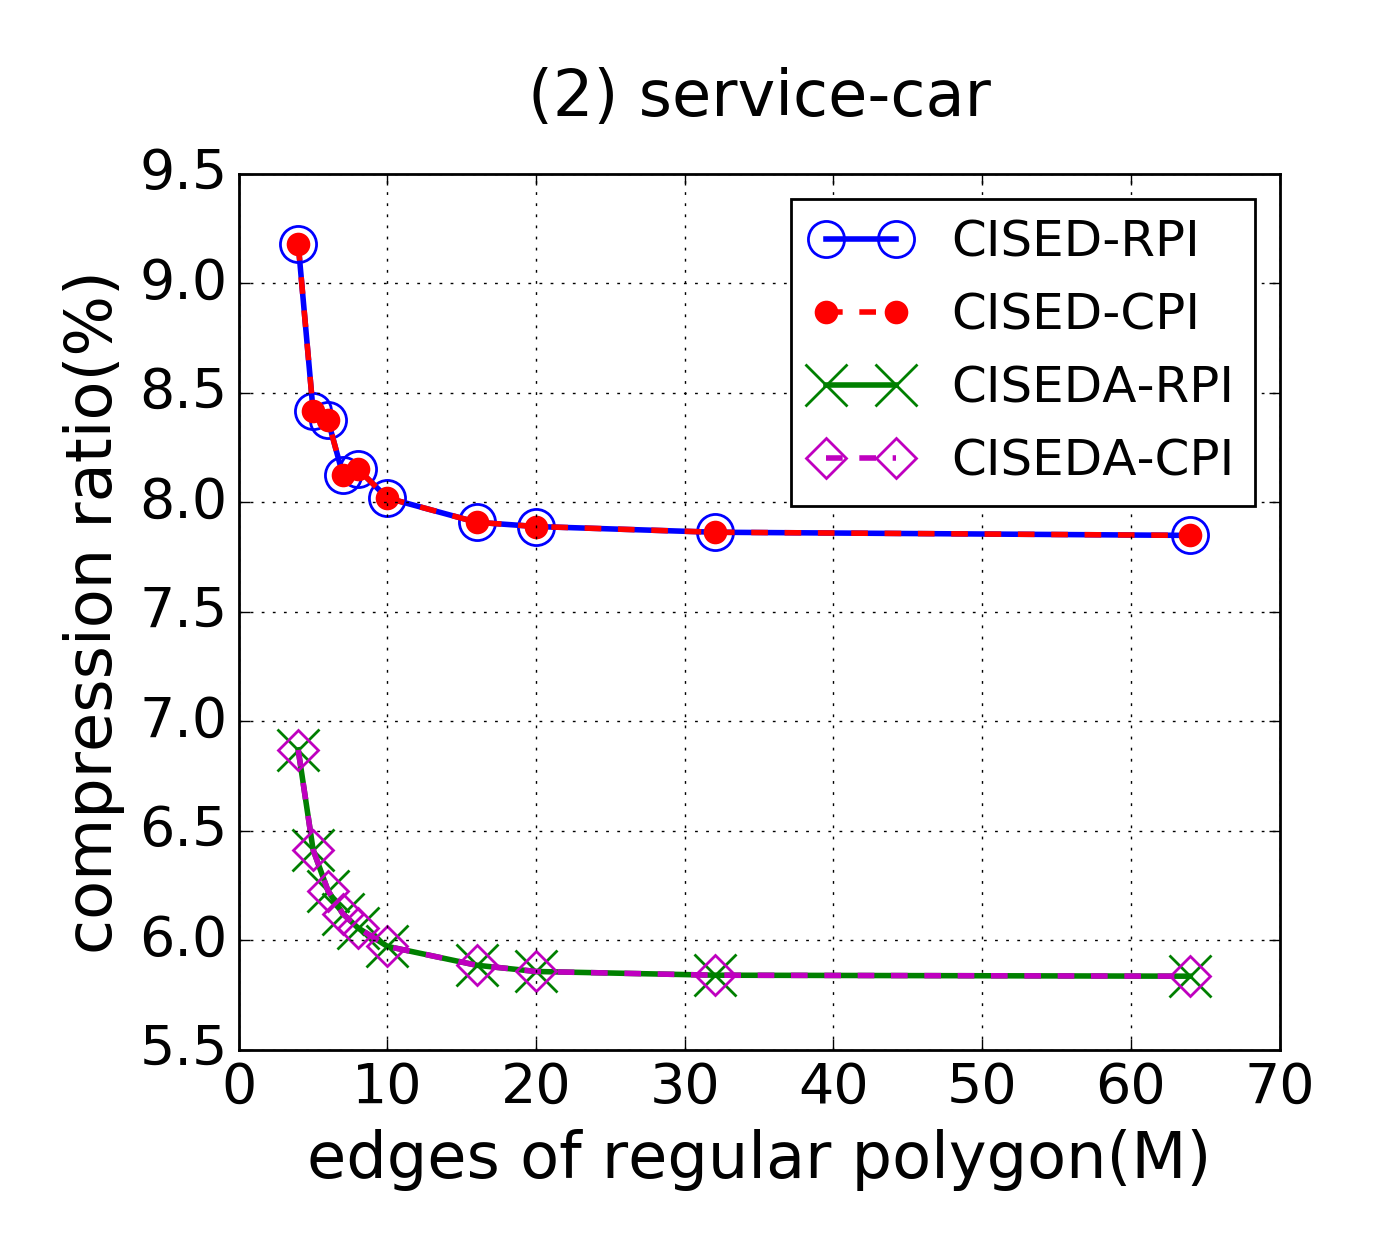 (2) service-car
9.5
9.0
8.5
8.0
7.5
7.0
6.5
6.0
5.5
compression ratio(%)
CISED-RPI
CISED-CPI
CISEDA-RPI
CISEDA-CPI
0 10 20 30 40 50 60 70
edges of regular polygon(M)